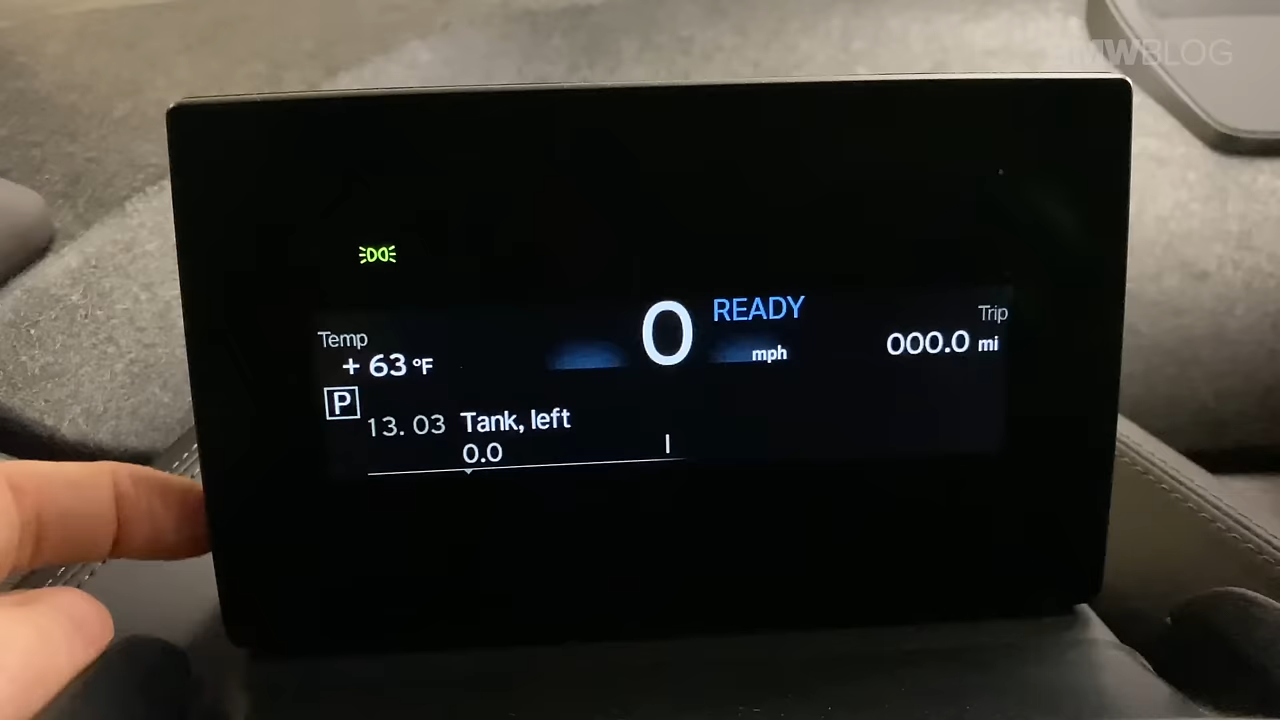 BMWBLOG
READY
0
mph
Trip
000.0 mi
Temp
+ 63 °F
P
13. 03 Tank, left
0.0